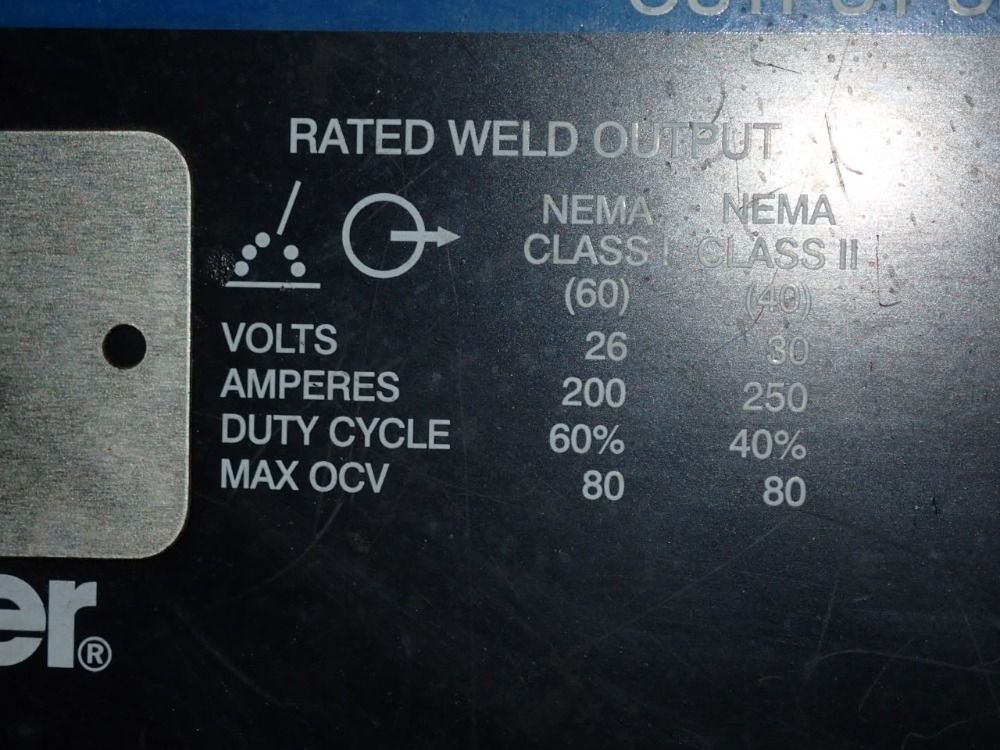 RATED WELD OUTPUT
NEMA NEMA
CLASS I CLASS II
(60) (40)
VOLTS 26 30
AMPERES 200 250
DUTY CYCLE 60% 40%
MAX OCV 80 80
er®